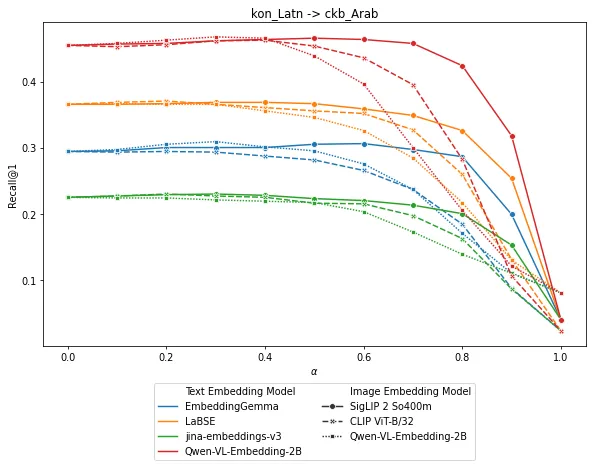 kon_Latn -> ckb_Arab
Recall@1
0.4
0.3
0.2
0.1
0.0 0.2 0.4 0.6 0.8 1.0
α
Text Embedding Model Image Embedding Model
EmbeddingGemma SigLIP 2 So400m
LaBSE CLIP ViT-B/32
jina-embeddings-v3 Qwen-VL-Embedding-2B
Qwen-VL-Embedding-2B